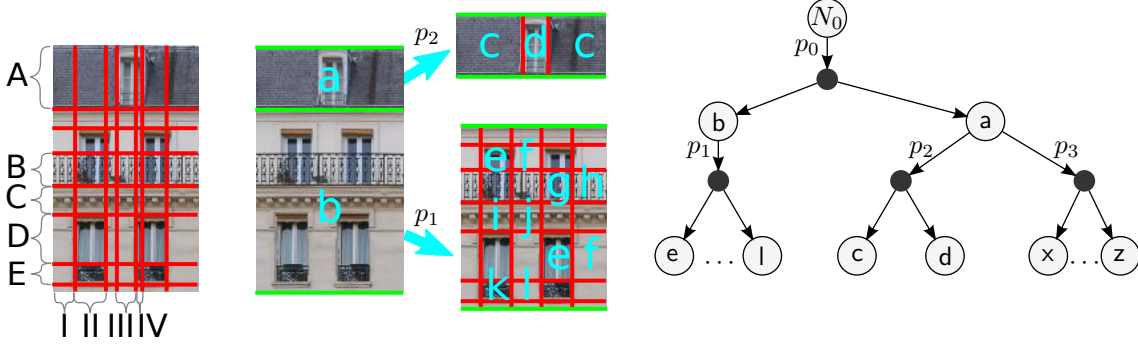 A
B
C
D
E
I II III IV
a
b
p2
p1
c d c
e f
g h
i j
e f
k l
N0
p0
b a
p1 p2 p3
e ... l c d x ... z